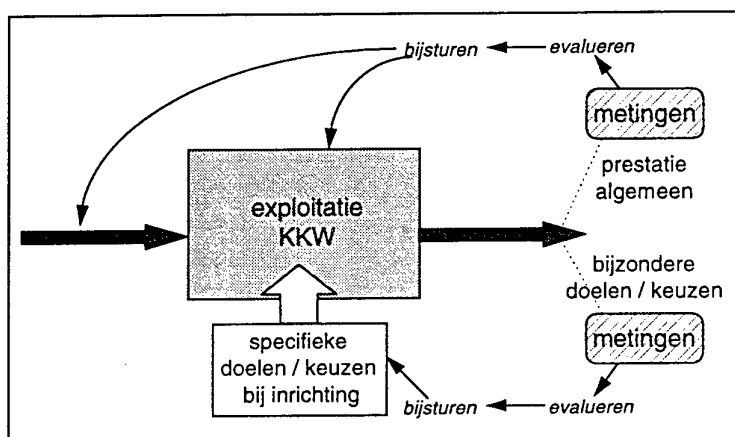 bijsturen
evalueren
metingen
prestatie
algemeen
exploitatie
KKW
bijzondere
doelen / keuzen
metingen
specifieke
doelen / keuzen
bij inrichting
bijsturen
evalueren